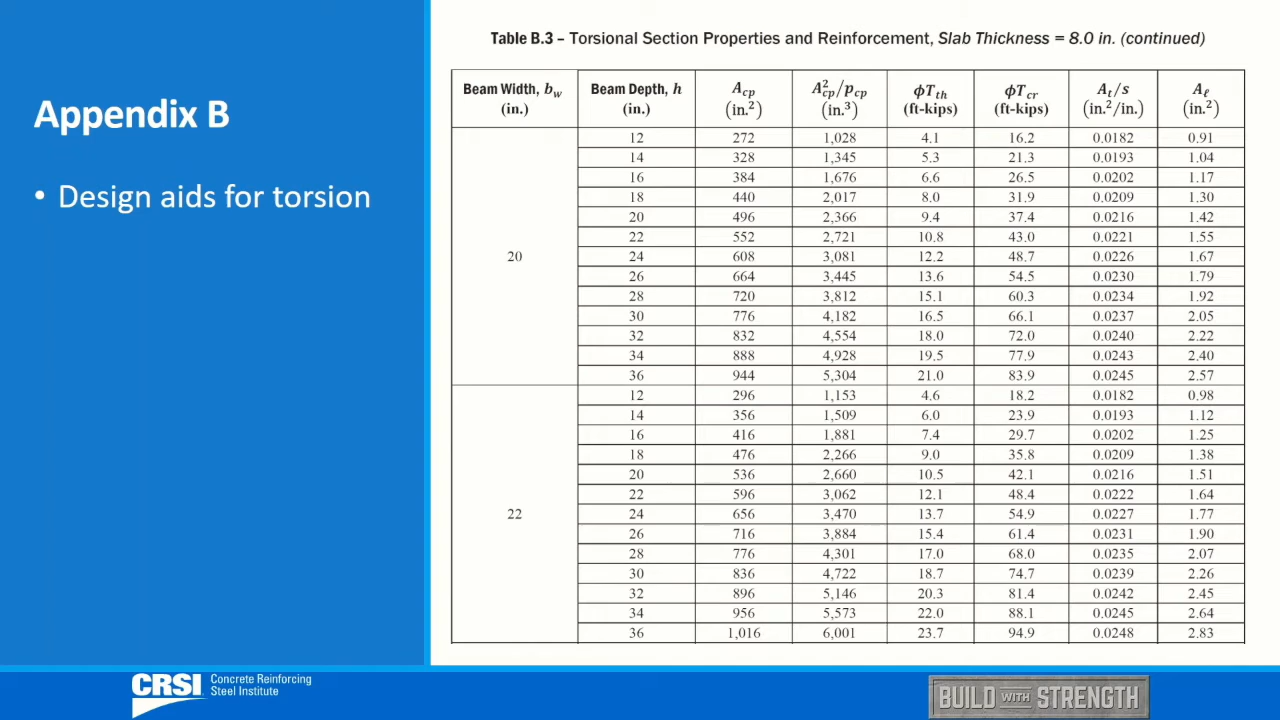 Appendix B
• Design aids for torsion
Table B.3 – Torsional Section Properties and Reinforcement, Slab Thickness = 8.0 in. (continued)
Beam Width, b_w (in.) | Beam Depth, h (in.) | A_cp (in.²) | A²_cp/p_cp (in.³) | ϕT_th (ft-kips) | ϕT_cr (ft-kips) | A_t/s (in.²/in.) | A_ℓ (in.²)
20
12 272 1,028 4.1 16.2 0.0182 0.91
14 328 1,345 5.3 21.3 0.0193 1.04
16 384 1,676 6.6 26.5 0.0202 1.17
18 440 2,017 8.0 31.9 0.0209 1.30
20 496 2,366 9.4 37.4 0.0216 1.42
22 552 2,721 10.8 43.0 0.0221 1.55
24 608 3,081 12.2 48.7 0.0226 1.67
26 664 3,445 13.6 54.5 0.0230 1.79
28 720 3,812 15.1 60.3 0.0234 1.92
30 776 4,182 16.5 66.1 0.0237 2.05
32 832 4,554 18.0 72.0 0.0240 2.22
34 888 4,928 19.5 77.9 0.0243 2.40
36 944 5,304 21.0 83.9 0.0245 2.57
22
12 296 1,153 4.6 18.2 0.0182 0.98
14 356 1,509 6.0 23.9 0.0193 1.12
16 416 1,881 7.4 29.7 0.0202 1.25
18 476 2,266 9.0 35.8 0.0209 1.38
20 536 2,660 10.5 42.1 0.0216 1.51
22 596 3,062 12.1 48.4 0.0222 1.64
24 656 3,470 13.7 54.9 0.0227 1.77
26 716 3,884 15.4 61.4 0.0231 1.90
28 776 4,301 17.0 68.0 0.0235 2.07
30 836 4,722 18.7 74.7 0.0239 2.26
32 896 5,146 20.3 81.4 0.0242 2.45
34 956 5,573 22.0 88.1 0.0245 2.64
36 1,016 6,001 23.7 94.9 0.0248 2.83
CRSI
Concrete Reinforcing
Steel Institute
BUILD WITH STRENGTH